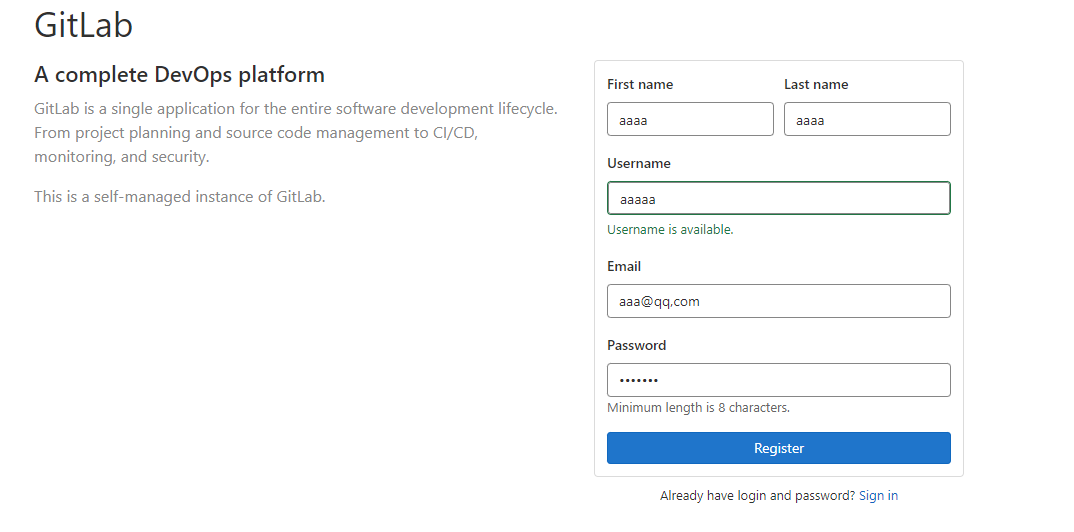 GitLab
A complete DevOps platform
GitLab is a single application for the entire software development lifecycle.
From project planning and source code management to CI/CD,
monitoring, and security.
This is a self-managed instance of GitLab.
First name Last name
aaaa aaaa
Username
aaaaa
Username is available.
Email
aaa@qq.com
Password
•••••••
Minimum length is 8 characters.
Register
Already have login and password? Sign in